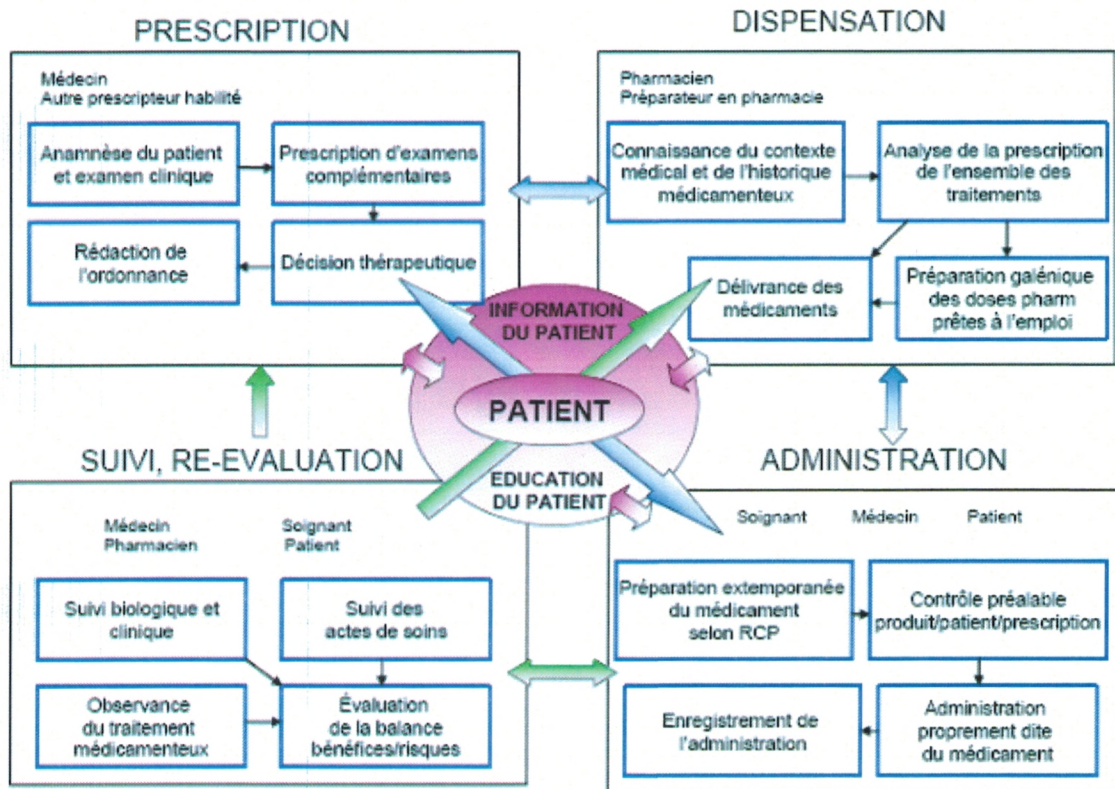 PRESCRIPTION
Médecin
Autre prescripteur habilité
Anamnèse du patient
et examen clinique
Prescription d'examens
complémentaires
Rédaction de
l'ordonnance
Décision thérapeutique
DISPENSATION
Pharmacien
Préparateur en pharmacie
Connaissance du contexte
médical et de l'historique
médicamenteux
Analyse de la prescription
de l'ensemble des
traitements
Délivrance des
médicaments
Préparation galénique
des doses pharm
prêtes à l'emploi
INFORMATION
DU PATIENT
PATIENT
EDUCATION
DU PATIENT
SUIVI, RE-EVALUATION
Médecin
Pharmacien
Soignant
Patient
Suivi biologique et
clinique
Suivi des
actes de soins
Observance
du traitement
médicamenteux
Évaluation
de la balance
bénéfices/risques
ADMINISTRATION
Soignant Médecin Patient
Préparation extemporanée
du médicament
selon RCP
Contrôle préalable
produit/patient/prescription
Enregistrement de
l'administration
Administration
proprement dite
du médicament